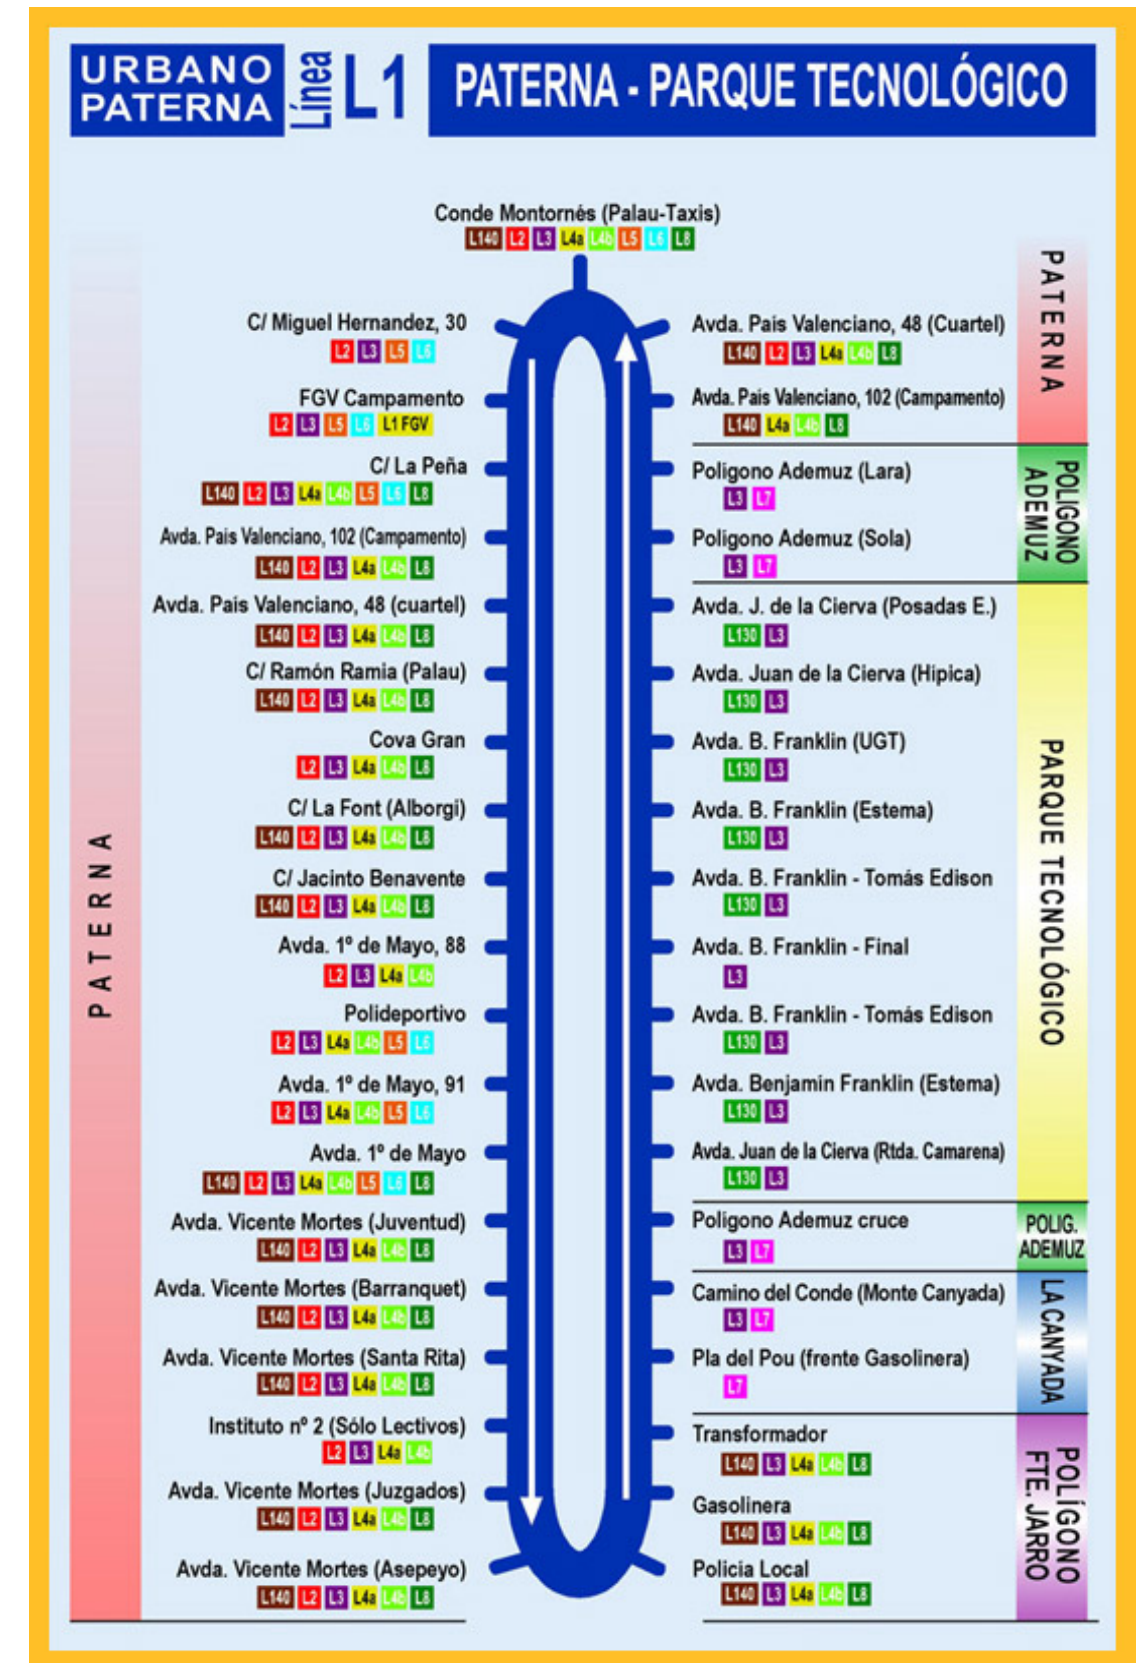 URBANO
PATERNA
Línea
L1
PATERNA - PARQUE TECNOLÓGICO
Conde Montornés (Palau-Taxis)
L140 L2 L3 L4a L4b L5 L6 L8
PATERNA
C/ Miguel Hernandez, 30
L2 L3 L5 L6
FGV Campamento
L2 L3 L5 L6 L1 FGV
C/ La Peña
L140 L2 L3 L4a L4b L5 L6 L8
Avda. Pais Valenciano, 102 (Campamento)
L140 L2 L3 L4a L4b L8
Avda. País Valenciano, 48 (cuartel)
L140 L2 L3 L4a L4b L8
C/ Ramón Ramia (Palau)
L140 L2 L3 L4a L4b L8
Cova Gran
L2 L3 L4a L4b L8
C/ La Font (Alborgi)
L140 L2 L3 L4a L4b L8
C/ Jacinto Benavente
L140 L2 L3 L4a L4b L8
Avda. 1º de Mayo, 88
L2 L3 L4a L4b
Polideportivo
L2 L3 L4a L4b L5 L6
Avda. 1º de Mayo, 91
L2 L3 L4a L4b L5 L6
Avda. 1º de Mayo
L140 L2 L3 L4a L4b L5 L6 L8
Avda. Vicente Mortes (Juventud)
L140 L2 L3 L4a L4b L8
Avda. Vicente Mortes (Barranquet)
L140 L2 L3 L4a L4b L8
Avda. Vicente Mortes (Santa Rita)
L140 L2 L3 L4a L4b L8
Instituto nº 2 (Sólo Lectivos)
L2 L3 L4a L4b
Avda. Vicente Mortes (Juzgados)
L140 L2 L3 L4a L4b L8
Avda. Vicente Mortes (Asepeyo)
L140 L2 L3 L4a L4b L8
Avda. País Valenciano, 48 (Cuartel)
L140 L2 L3 L4a L4b L8
Avda. Pais Valenciano, 102 (Campamento)
L140 L4a L4b L8
PATERNA
Poligono Ademuz (Lara)
L3 L7
Poligono Ademuz (Sola)
L3 L7
POLIGONO
ADEMUZ
Avda. J. de la Cierva (Posadas E.)
L130 L3
Avda. Juan de la Cierva (Hipica)
L130 L3
Avda. B. Franklin (UGT)
L130 L3
Avda. B. Franklin (Estema)
L130 L3
Avda. B. Franklin - Tomás Edison
L130 L3
Avda. B. Franklin - Final
L3
Avda. B. Franklin - Tomás Edison
L130 L3
Avda. Benjamín Franklin (Estema)
L130 L3
Avda. Juan de la Cierva (Rtda. Camarena)
L130 L3
PARQUE TECNOLÓGICO
Poligono Ademuz cruce
L3 L7
POLIG.
ADEMUZ
Camino del Conde (Monte Canyada)
L3 L7
Pla del Pou (frente Gasolinera)
L7
LA CANYADA
Transformador
L140 L3 L4a L4b L8
Gasolinera
L140 L3 L4a L4b L8
Policia Local
L140 L3 L4a L4b L8
POLÍGONO
FTE. JARRO